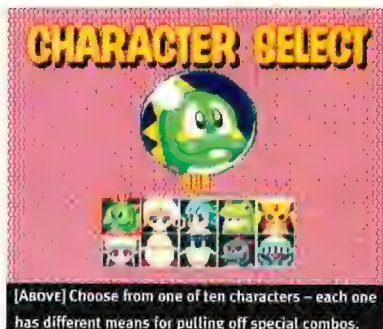 CHARACTER SELECT
[ABOVE] Choose from one of ten characters – each one
has different means for pulling off special combos.